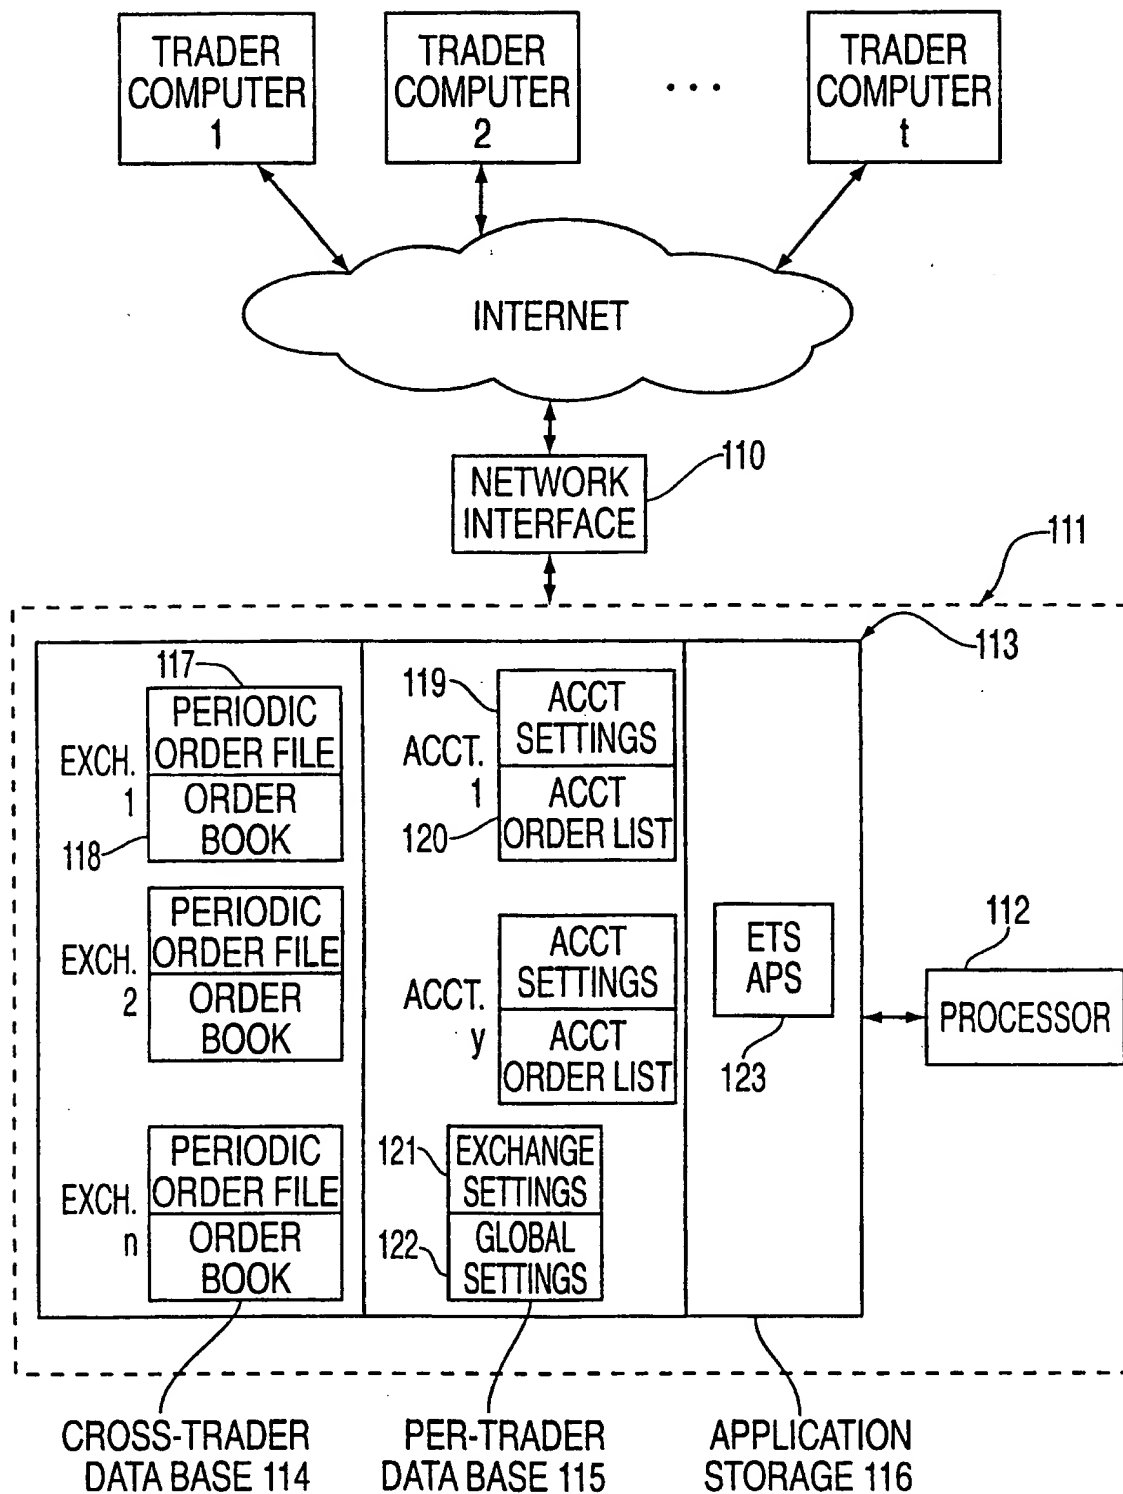 TRADER
COMPUTER
1
TRADER
COMPUTER
2
...
TRADER
COMPUTER
t
INTERNET
NETWORK
INTERFACE
110
111
113
117
PERIODIC
ORDER FILE
EXCH.
1
ORDER
BOOK
118
119
ACCT
SETTINGS
ACCT.
1
ACCT
ORDER LIST
120
PERIODIC
ORDER FILE
EXCH.
2
ORDER
BOOK
ACCT
SETTINGS
ACCT.
y
ACCT
ORDER LIST
ETS
APS
123
112
PROCESSOR
PERIODIC
ORDER FILE
EXCH.
n
ORDER
BOOK
121
EXCHANGE
SETTINGS
122
GLOBAL
SETTINGS
CROSS-TRADER
DATA BASE 114
PER-TRADER
DATA BASE 115
APPLICATION
STORAGE 116